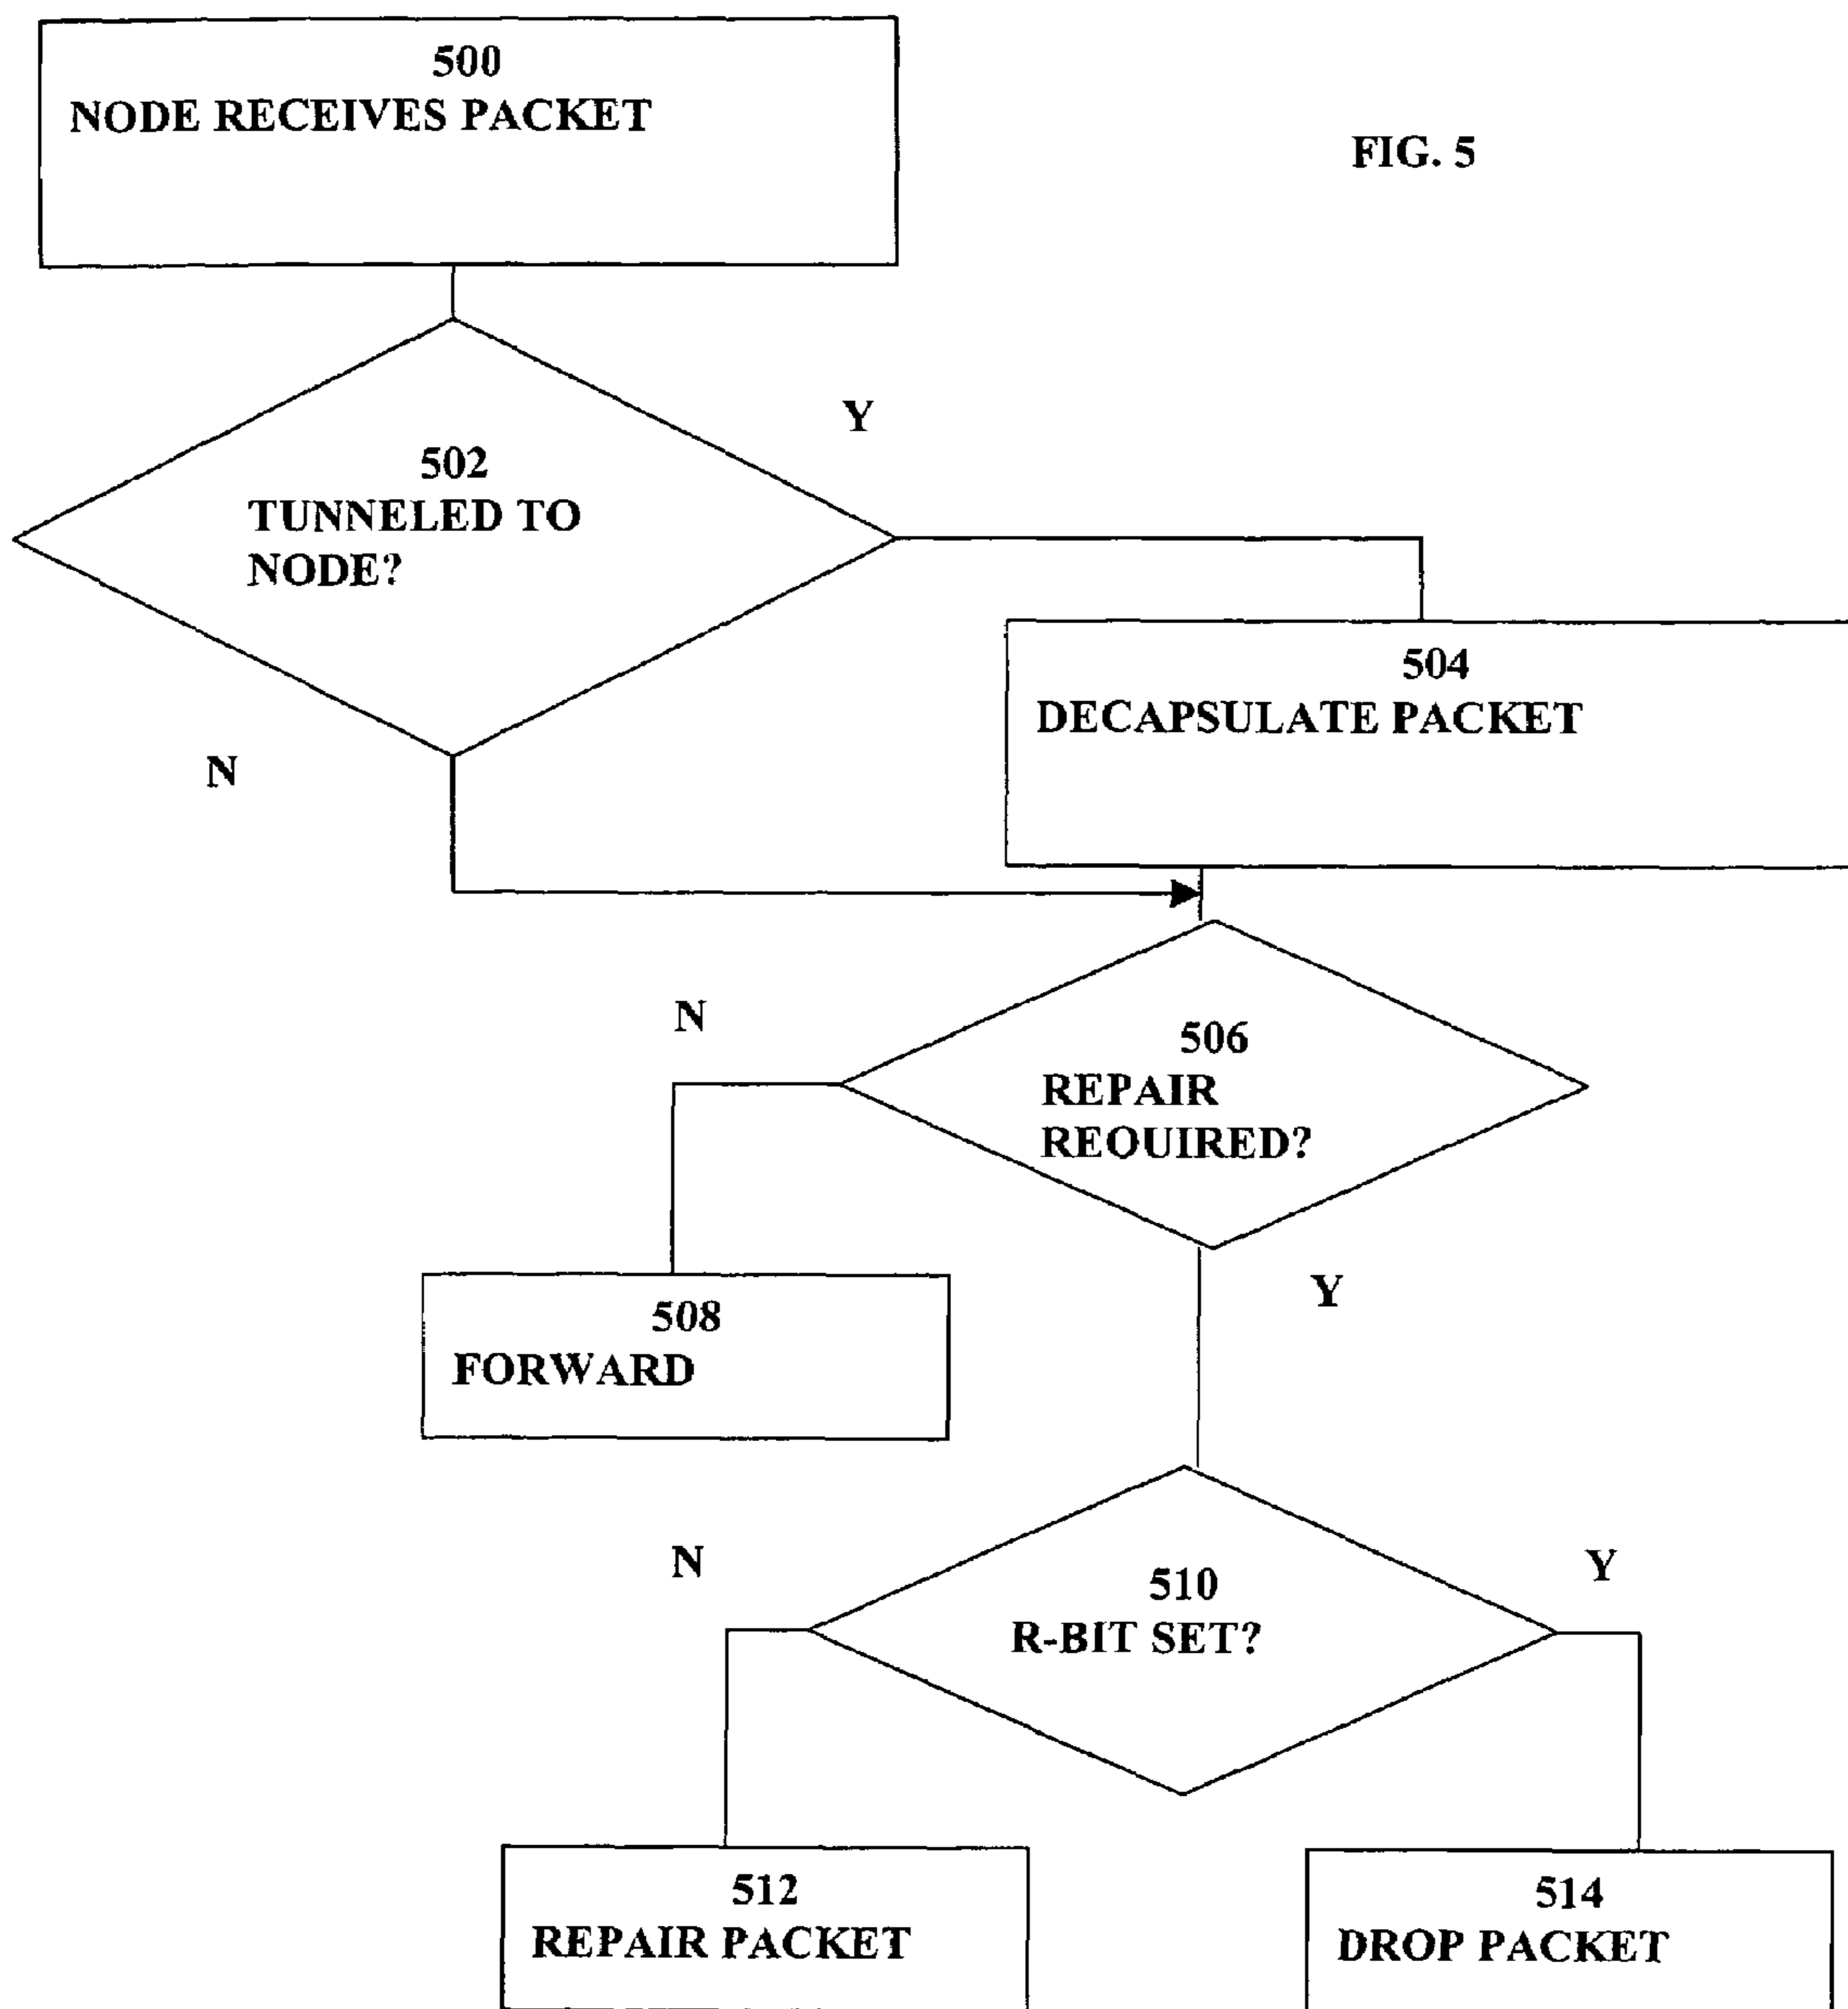 500
NODE RECEIVES PACKET
FIG. 5
Y
502
TUNNELED TO
NODE?
504
DECAPSULATE PACKET
N
N
506
REPAIR
REQUIRED?
Y
508
FORWARD
N
510
R-BIT SET?
Y
512
REPAIR PACKET
514
DROP PACKET